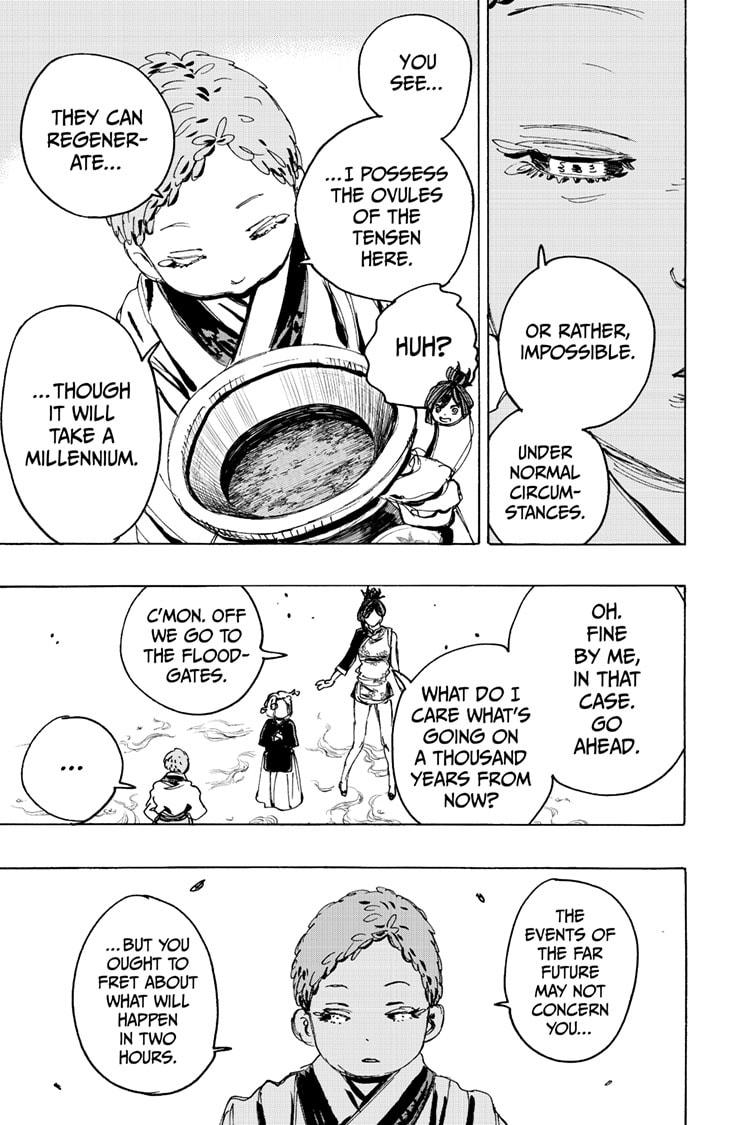 OR RATHER,
IMPOSSIBLE.
UNDER
NORMAL
CIRCUM-
STANCES.
YOU
SEE...
...I POSSESS
THE OVULES
OF THE
TENSEN
HERE.
HUH?
THEY CAN
REGENER-
ATE...
...THOUGH
IT WILL
TAKE A
MILLENNIUM.
OH.
FINE
BY ME,
IN THAT
CASE.
GO
AHEAD.
WHAT DO I
CARE WHAT'S
GOING ON
A THOUSAND
YEARS FROM
NOW?
C'MON. OFF
WE GO TO
THE FLOOD-
GATES.
...
THE
EVENTS OF
THE FAR
FUTURE
MAY NOT
CONCERN
YOU...
...BUT YOU
OUGHT TO
FRET ABOUT
WHAT WILL
HAPPEN
IN TWO
HOURS.